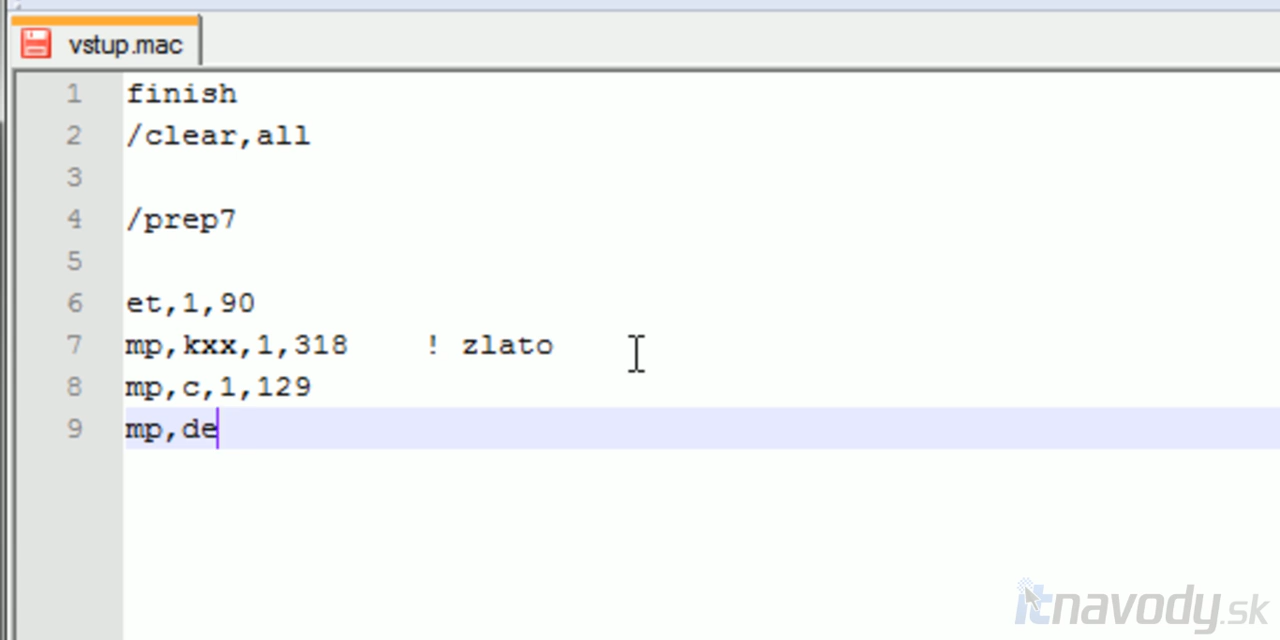 vstup.mac
1 finish
2 /clear,all
3
4 /prep7
5
6 et,1,90
7 mp,kxx,1,318 ! zlato
8 mp,c,1,129
9 mp,de
itnavody.sk